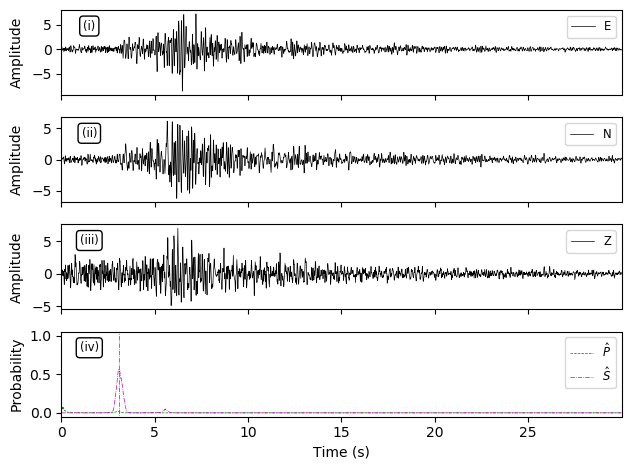 (i)
E
Amplitude
5
0
−5
(ii)
N
Amplitude
5
0
−5
(iii)
Z
Amplitude
5
0
−5
(iv)
P̂
Ŝ
Probability
1.0
0.5
0.0
0 5 10 15 20 25
Time (s)